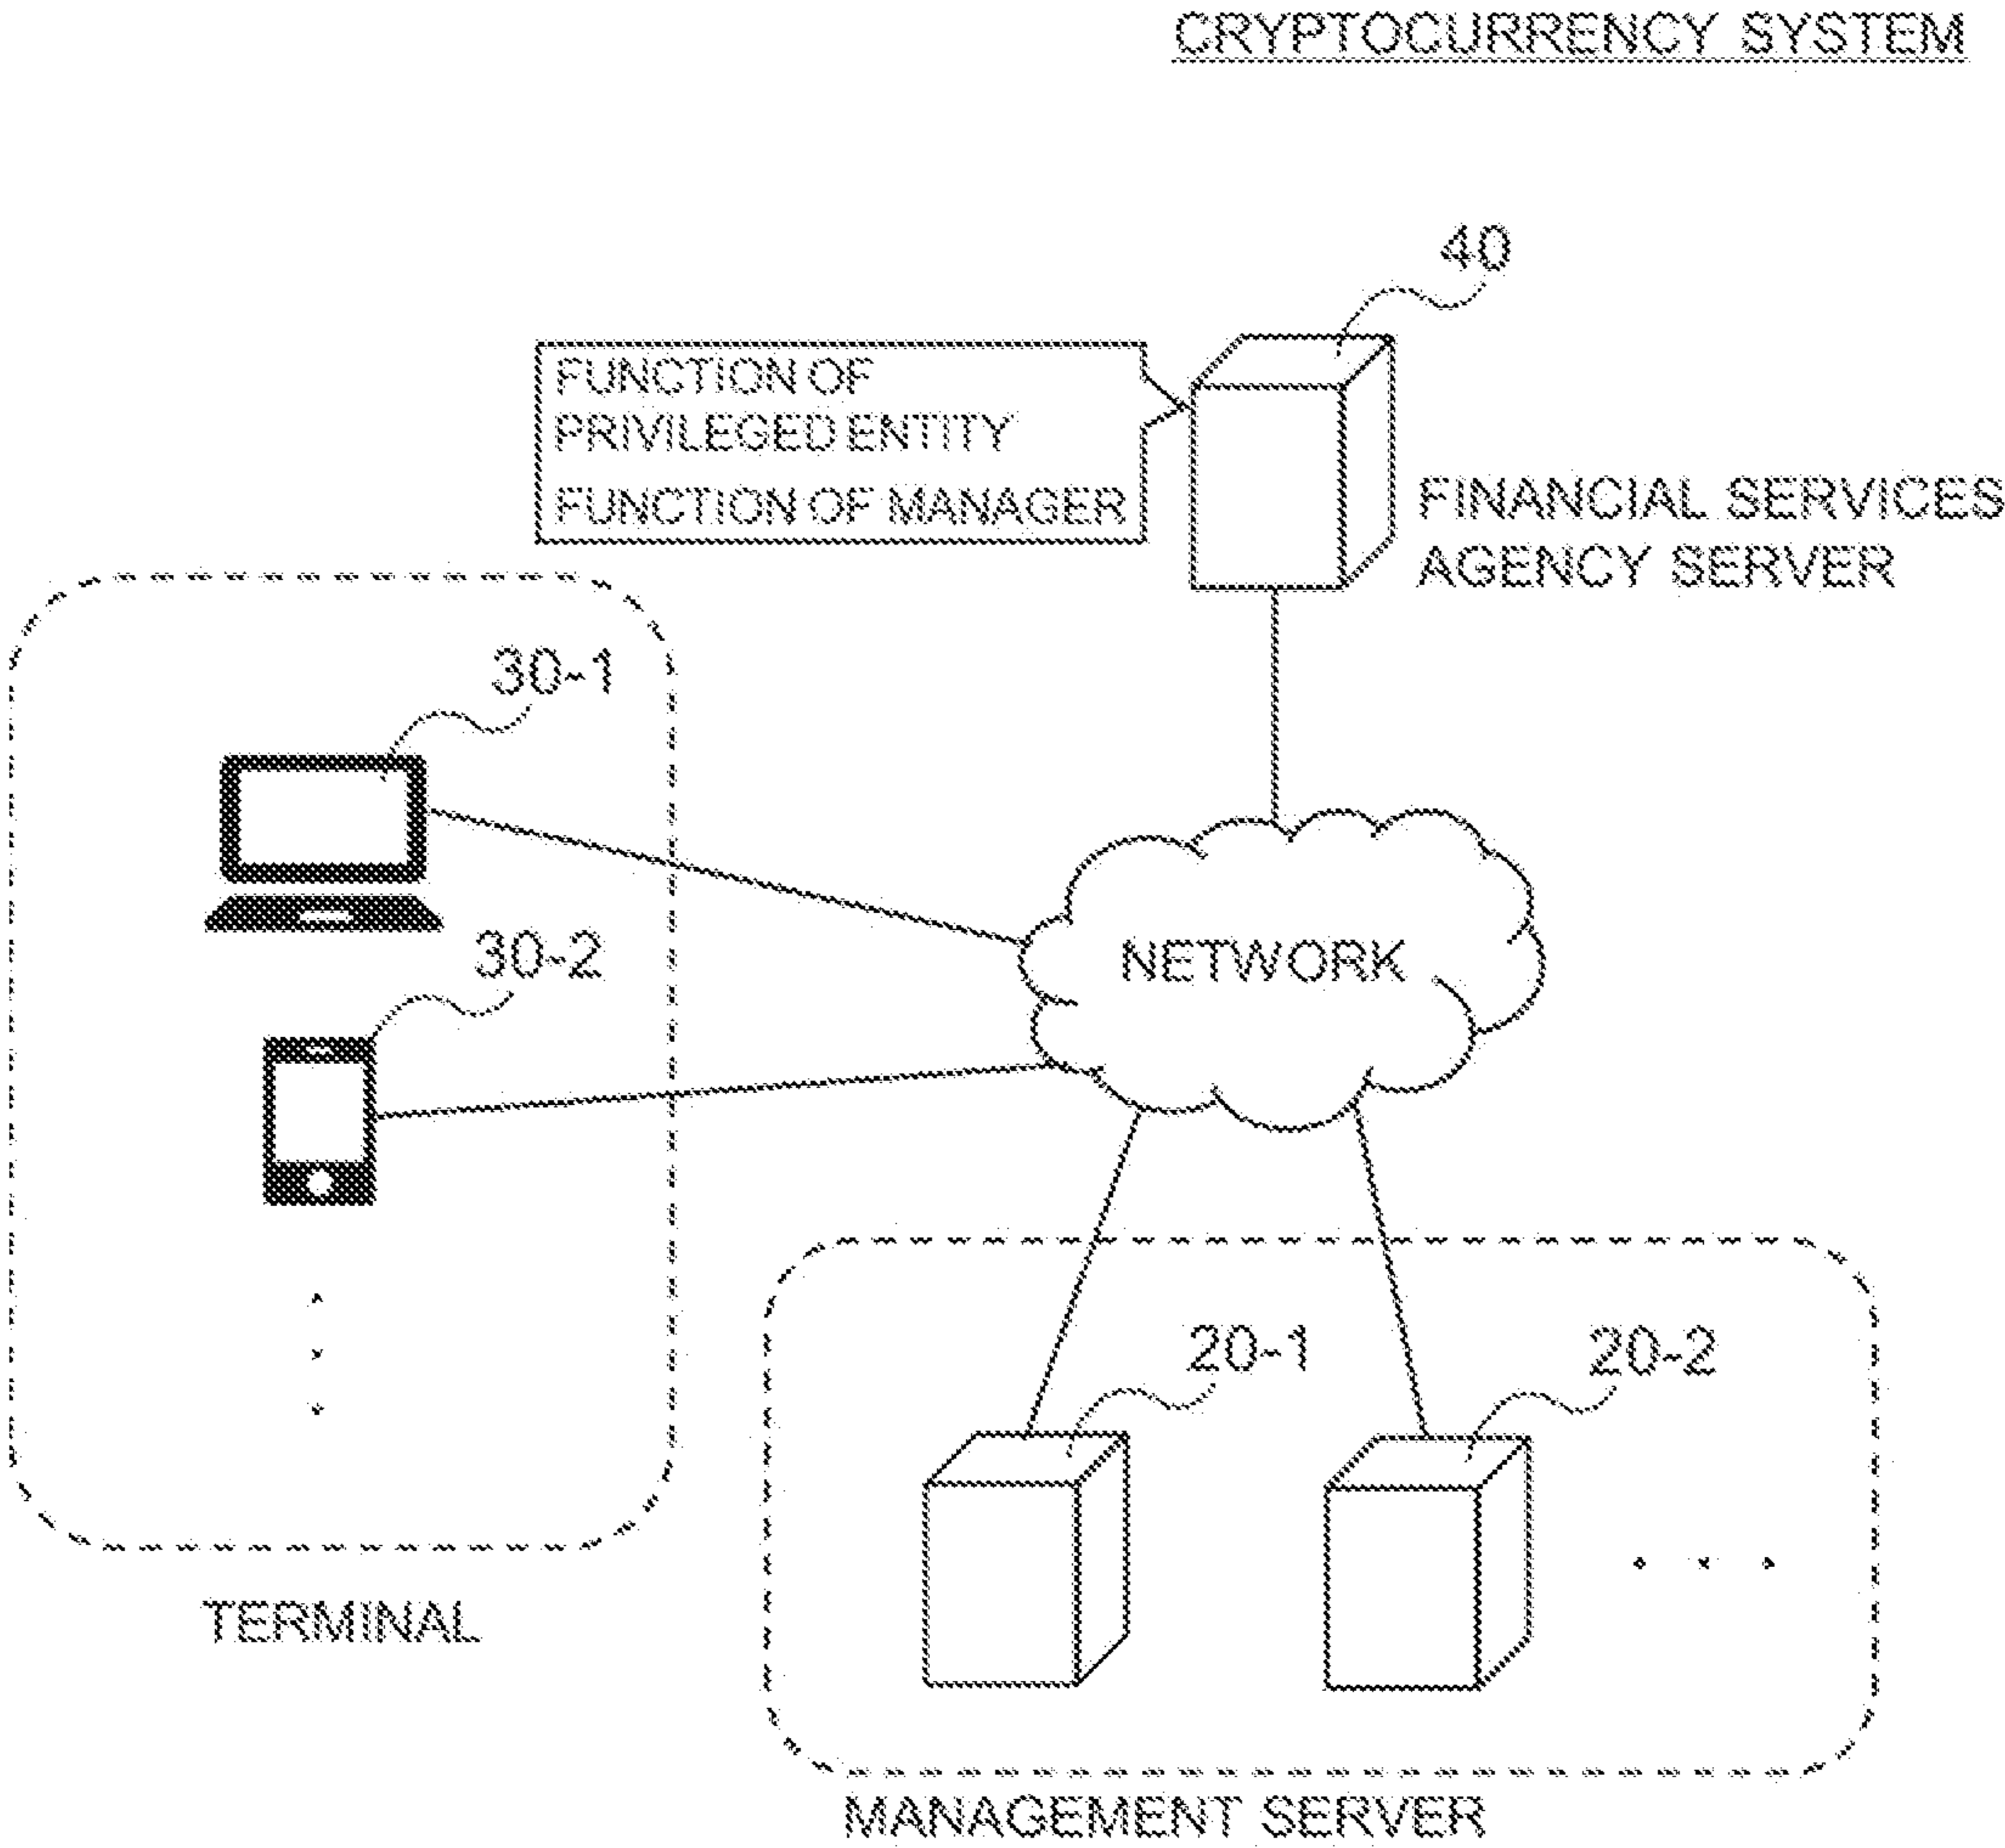 CRYPTOCURRENCY SYSTEM
40
FUNCTION OF
PRIVILEGED ENTITY
FUNCTION OF MANAGER
FINANCIAL SERVICES
AGENCY SERVER
30-1
30-2
NETWORK
20-1
20-2
TERMINAL
MANAGEMENT SERVER